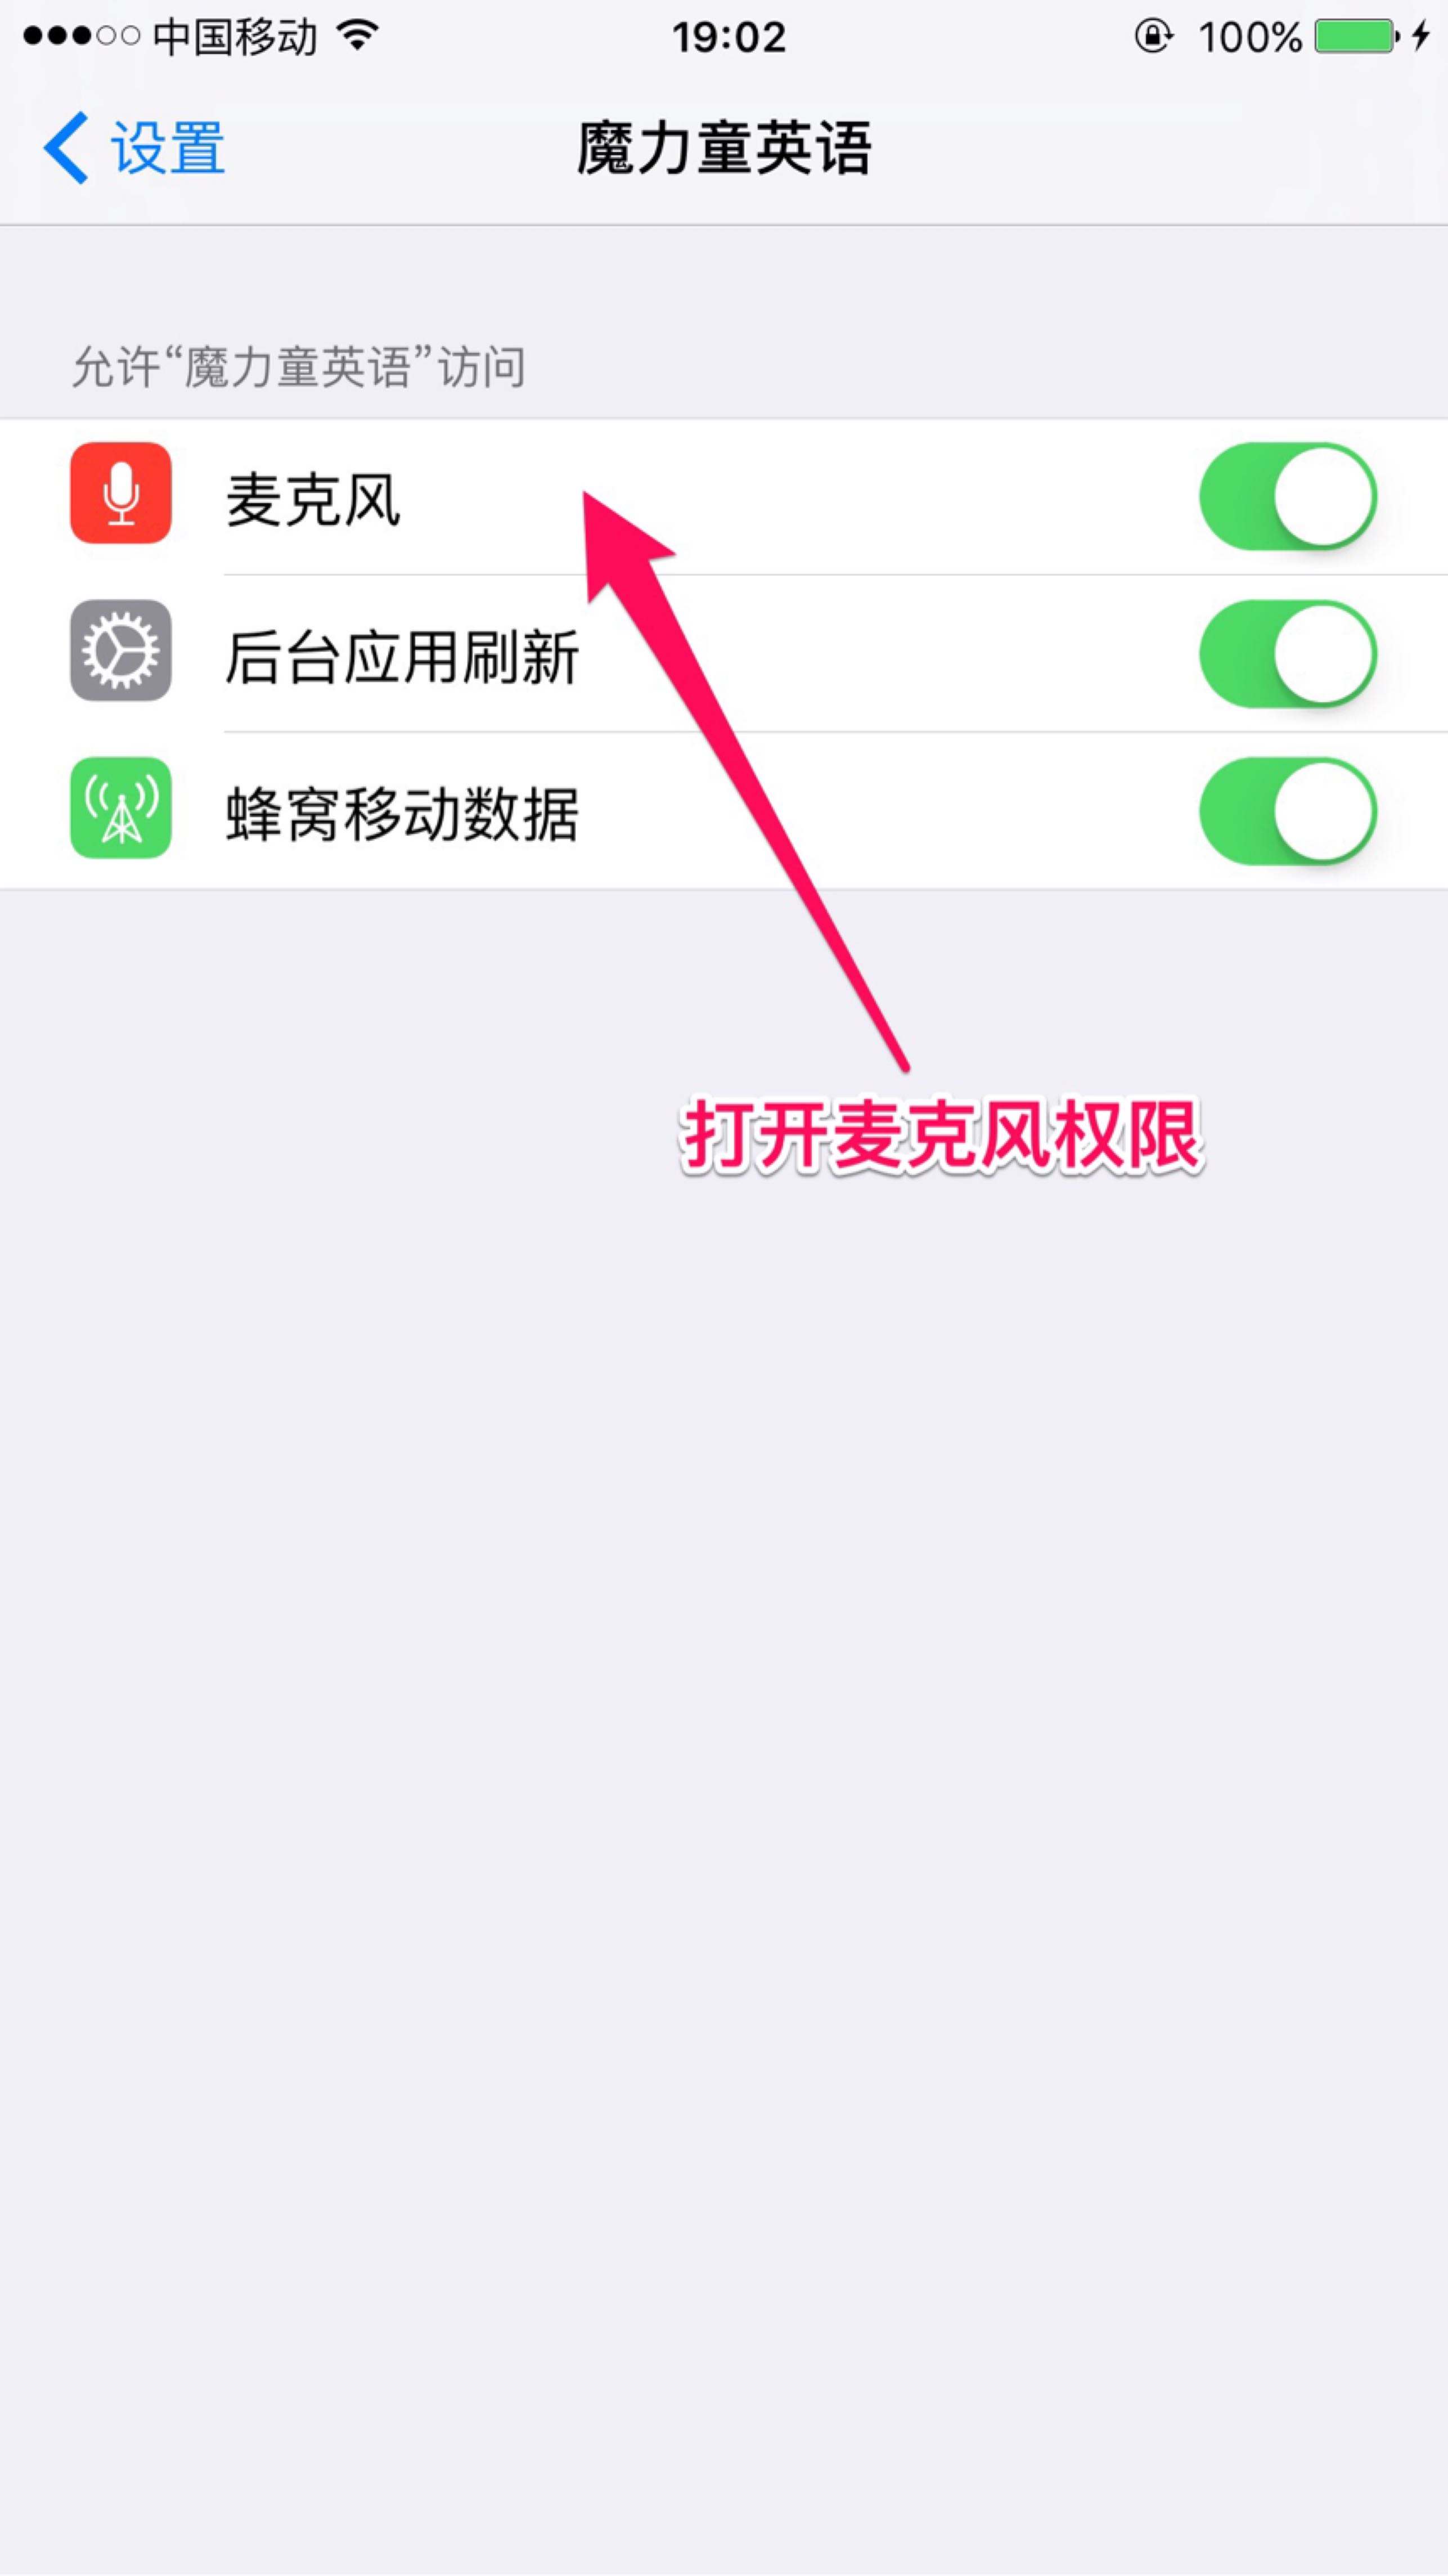 中国移动 19:02 100%
设置 魔力童英语
允许“魔力童英语”访问
麦克风
后台应用刷新
蜂窝移动数据
打开麦克风权限